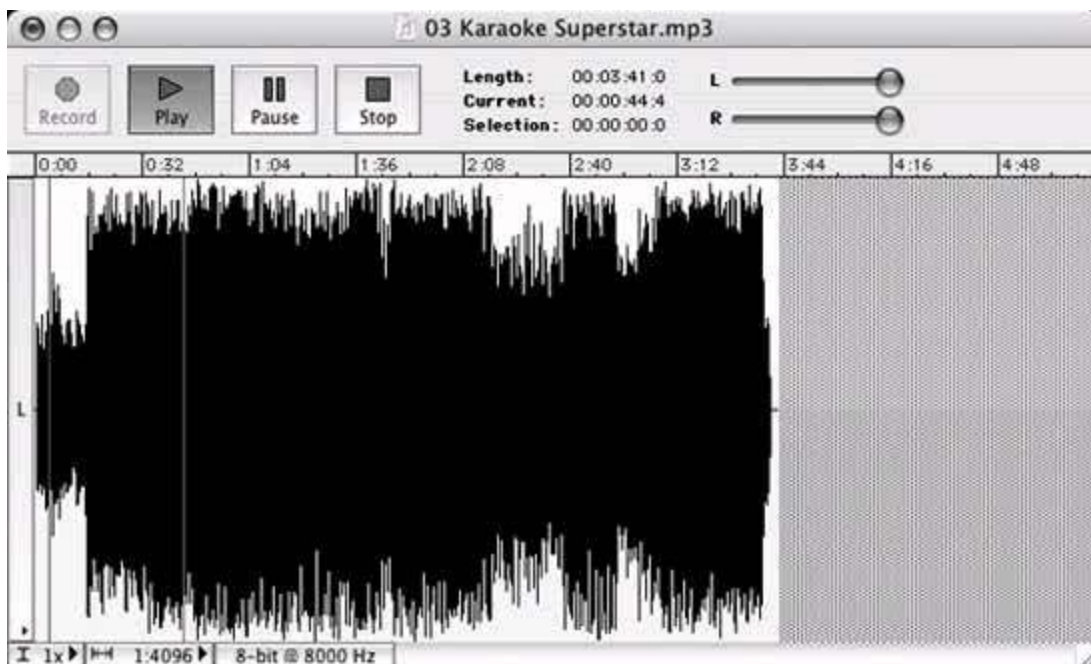 03 Karaoke Superstar.mp3
Record Play Pause Stop
Length: 00:03:41:0
Current: 00:00:44:4
Selection: 00:00:00:0
L
R
0:00 0:32 1:04 1:36 2:08 2:40 3:12 3:44 4:16 4:48
L
1x 1:4096 8-bit @ 8000 Hz